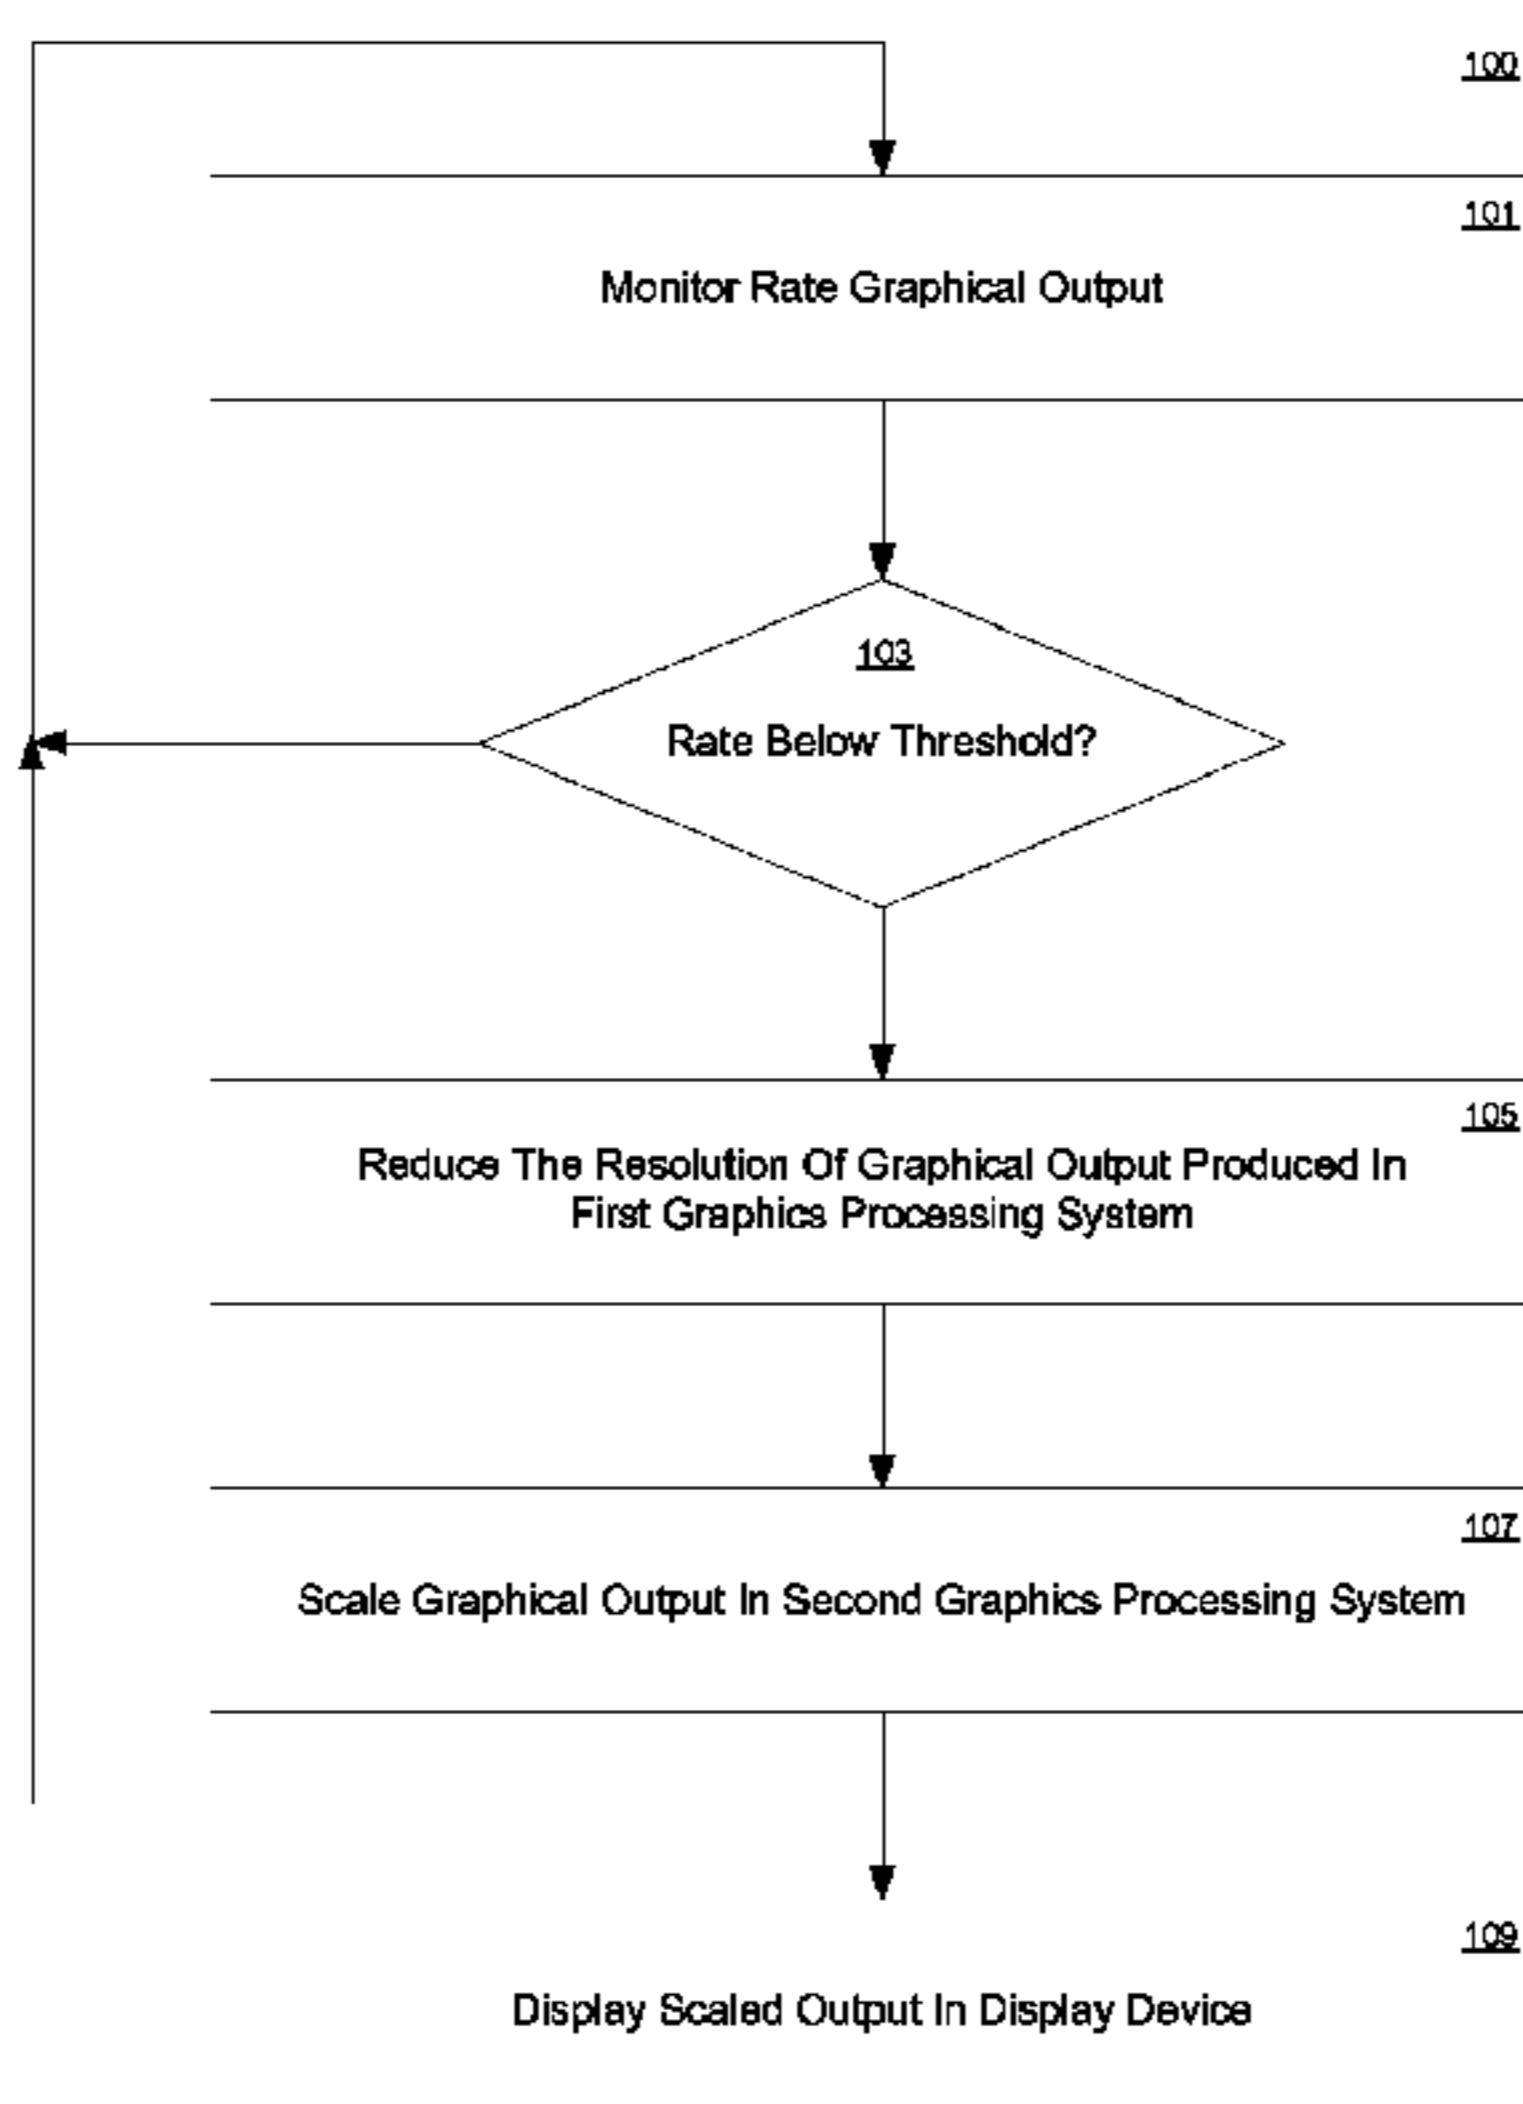 100
101
Monitor Rate Graphical Output
103
Rate Below Threshold?
105
Reduce The Resolution Of Graphical Output Produced In
First Graphics Processing System
107
Scale Graphical Output In Second Graphics Processing System
109
Display Scaled Output In Display Device